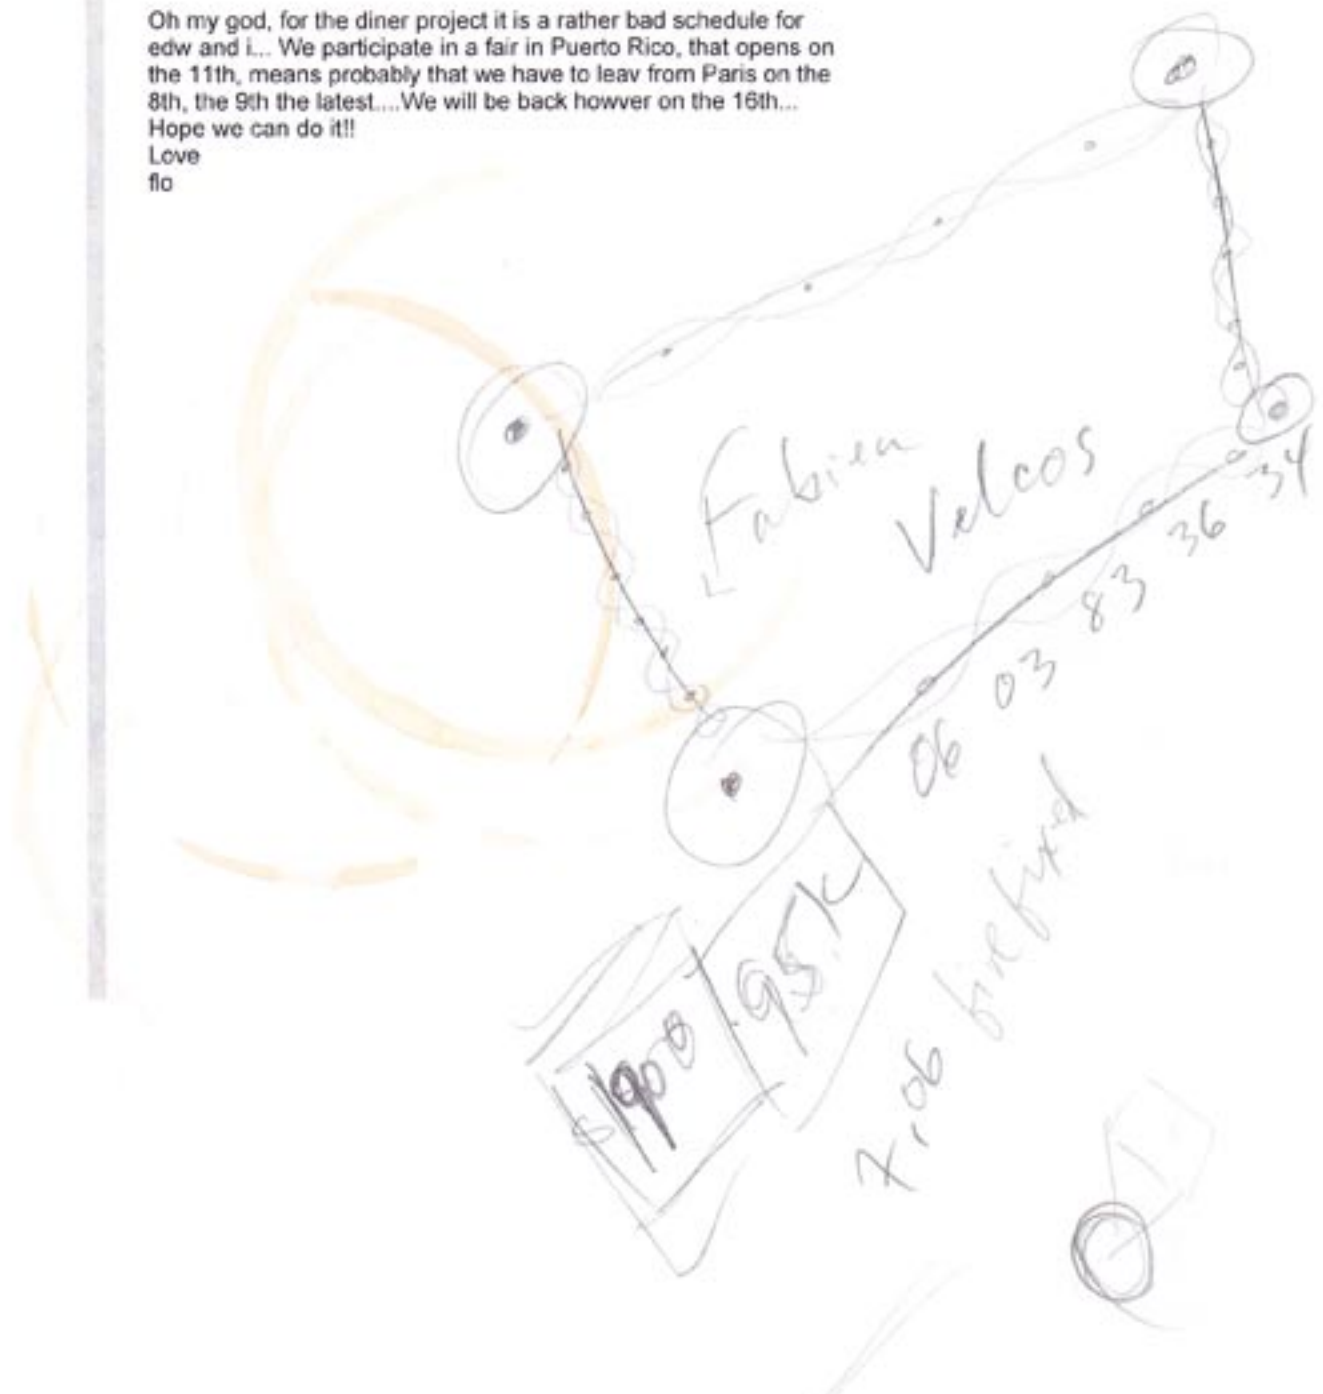 Oh my god, for the diner project it is a rather bad schedule for
edw and i... We participate in a fair in Puerto Rico, that opens on
the 11th, means probably that we have to leav from Paris on the
8th, the 9th the latest....We will be back howver on the 16th...
Hope we can do it!!
Love
flo
Fabien
Velcos
06 03 83 36 34
95K
$1900
7,06 fixed